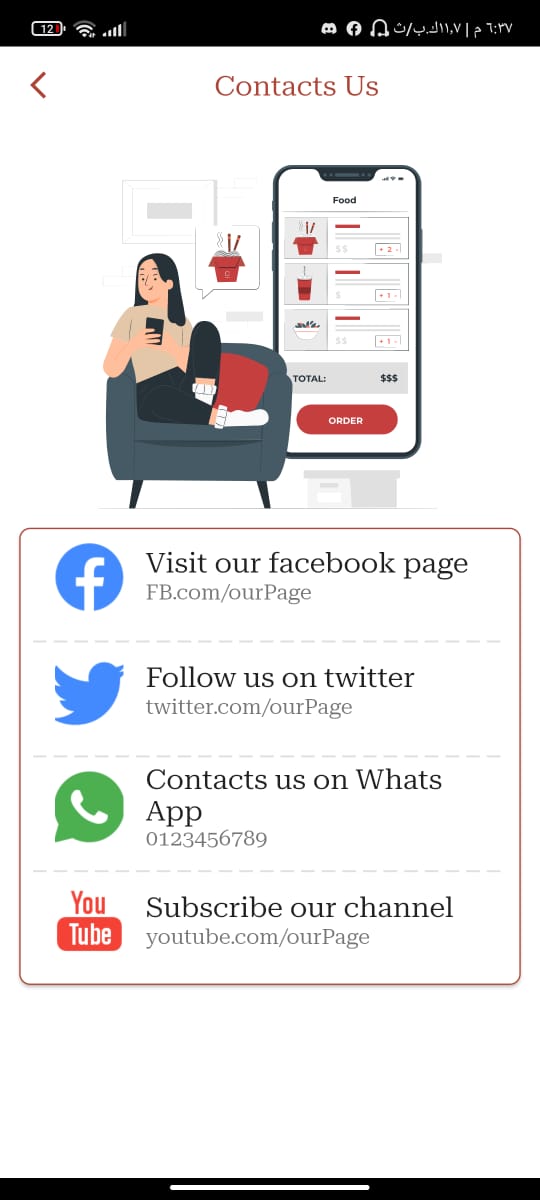 12
٦:٣٧ م | ١١,٧ك.ب/ث
Contacts Us
Food
$$
+ 2 -
$
+ 1 -
$$
+ 1 -
TOTAL: $$$
ORDER
Visit our facebook page
FB.com/ourPage
Follow us on twitter
twitter.com/ourPage
Contacts us on Whats
App
0123456789
You
Tube
Subscribe our channel
youtube.com/ourPage